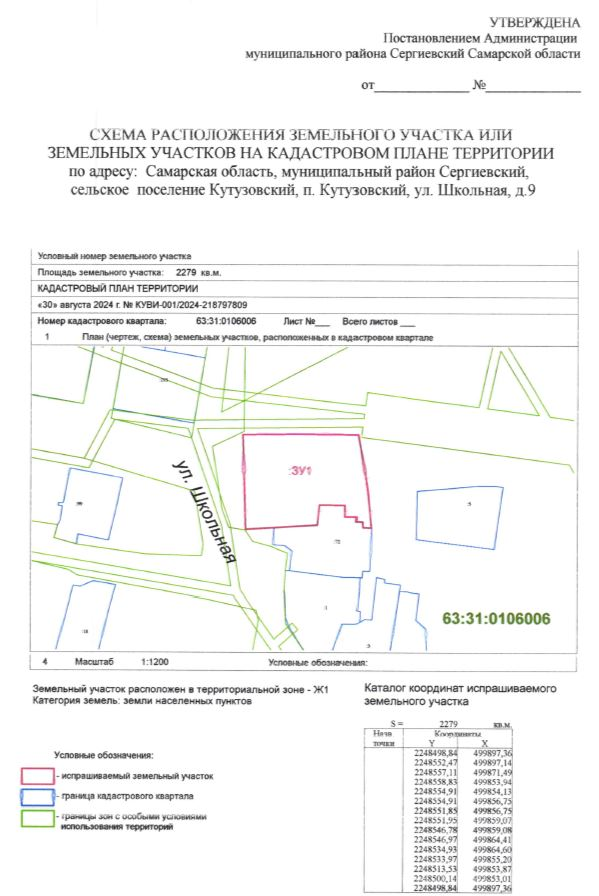 УТВЕРЖДЕНА
Постановлением Администрации
муниципального района Сергиевский Самарской области
от______________ №______________
СХЕМА РАСПОЛОЖЕНИЯ ЗЕМЕЛЬНОГО УЧАСТКА ИЛИ
ЗЕМЕЛЬНЫХ УЧАСТКОВ НА КАДАСТРОВОМ ПЛАНЕ ТЕРРИТОРИИ
по адресу: Самарская область, муниципальный район Сергиевский,
сельское поселение Кутузовский, п. Кутузовский, ул. Школьная, д.9
Условный номер земельного участка
Площадь земельного участка: 2279 кв.м.
КАДАСТРОВЫЙ ПЛАН ТЕРРИТОРИИ
«30» августа 2024 г. № КУВИ-001/2024-218797809
Номер кадастрового квартала: 63:31:0106006 Лист №___ Всего листов ___
1 План (чертеж, схема) земельных участков, расположенных в кадастровом квартале
:ЗУ1
ул. Школьная
63:31:0106006
4 Масштаб 1:1200 Условные обозначения:
Земельный участок расположен в территориальной зоне - Ж1
Категория земель: земли населенных пунктов
Каталог координат испрашиваемого
земельного участка
S = 2279 кв.м.
Назв. точки Координаты
Y X
2248498,84 499897,36
2248552,47 499897,14
2248557,11 499871,49
2248558,83 499853,94
2248554,91 499854,13
2248554,91 499856,75
2248551,85 499856,75
2248551,95 499859,07
2248546,78 499859,08
2248546,97 499864,41
2248534,93 499864,60
2248533,97 499855,20
2248513,53 499853,87
2248500,14 499853,01
2248498,84 499897,36
Условные обозначения:
- испрашиваемый земельный участок
- граница кадастрового квартала
- границы зон с особыми условиями
использования территорий